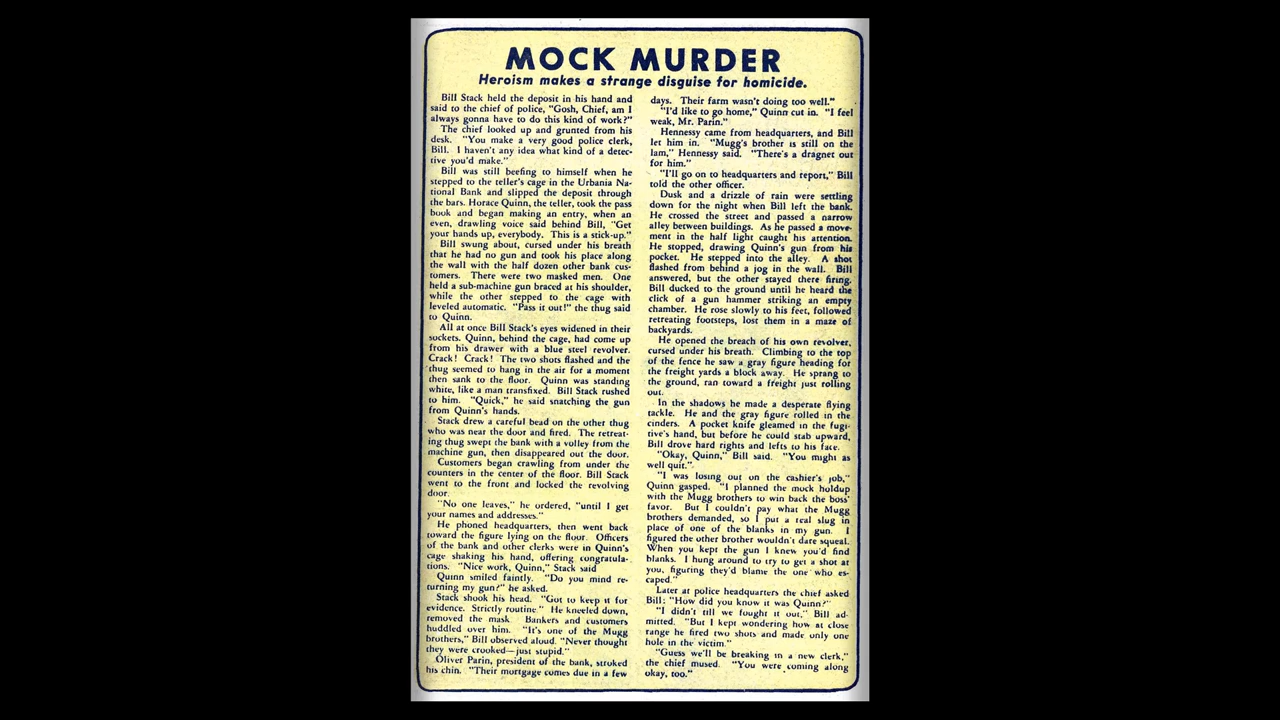 MOCK MURDER
Heroism makes a strange disguise for homicide.
Bill Stack held the deposit in his hand and
said to the chief of police, "Gosh, Chief, am I
always gonna have to do this kind of work?"
The chief looked up and grunted from his
desk. "You make a very good police clerk,
Bill. I haven't any idea what kind of a detec-
tive you'd make."
Bill was still beefing to himself when he
stepped to the teller's cage in the Urbania Na-
tional Bank and slipped the deposit through
the bars. Horace Quinn, the teller, took the pass
book and began making an entry, when an
even, drawling voice said behind Bill, "Get
your hands up, everybody. This is a stick-up."
Bill swung about, cursed under his breath
that he had no gun and took his place along
the wall with the half dozen other bank cus-
tomers. There were two masked men. One
held a sub-machine gun braced at his shoulder,
while the other stepped to the cage with
leveled automatic. "Pass it out!" the thug said
to Quinn.
All at once Bill Stack's eyes widened in their
sockets. Quinn, behind the cage, had come up
from his drawer with a blue steel revolver.
Crack! Crack! The two shots flashed and the
thug seemed to hang in the air for a moment
then sank to the floor. Quinn was standing
white, like a man transfixed. Bill Stack rushed
to him. "Quick," he said snatching the gun
from Quinn's hands.
Stack drew a careful bead on the other thug
who was near the door and fired. The retreat-
ing thug swept the bank with a volley from the
machine gun, then disappeared out the door.
Customers began crawling from under the
counters in the center of the floor. Bill Stack
went to the front and locked the revolving
door.
"No one leaves," he ordered, "until I get
your names and addresses."
He phoned headquarters, then went back
toward the figure lying on the floor. Officers
of the bank and other clerks were in Quinn's
cage shaking his hand, offering congratula-
tions. "Nice work, Quinn," Stack said
Quinn smiled faintly. "Do you mind re-
turning my gun?" he asked.
Stack shook his head. "Got to keep it for
evidence. Strictly routine." He kneeled down,
removed the mask Bankers and customers
huddled over him. "It's one of the Mugg
brothers," Bill observed aloud. "Never thought
they were crooked—just stupid."
Oliver Parin, president of the bank, stroked
his chin. "Their mortgage comes due in a few
days. Their farm wasn't doing too well."
"I'd like to go home," Quinn cut in. "I feel
weak, Mr. Parin."
Hennessy came from headquarters, and Bill
let him in. "Mugg's brother is still on the
lam," Hennessy said. "There's a dragnet out
for him."
"I'll go on to headquarters and report," Bill
told the other officer.
Dusk and a drizzle of rain were settling
down for the night when Bill left the bank.
He crossed the street and passed a narrow
alley between buildings. As he passed a move-
ment in the half light caught his attention.
He stopped, drawing Quinn's gun from his
pocket. He stepped into the alley. A shot
flashed from behind a jog in the wall. Bill
answered, but the other stayed there firing.
Bill ducked to the ground until he heard the
click of a gun hammer striking an empty
chamber. He rose slowly to his feet, followed
retreating footsteps, lost them in a maze of
backyards.
He opened the breach of his own revolver,
cursed under his breath. Climbing to the top
of the fence he saw a gray figure heading for
the freight yards a block away. He sprang to
the ground, ran toward a freight just rolling
out.
In the shadows he made a desperate flying
tackle. He and the gray figure rolled in the
cinders. A pocket knife gleamed in the fugi-
tive's hand, but before he could stab upward,
Bill drove hard rights and lefts to his face.
"Okay, Quinn," Bill said. "You might as
well quit."
"I was losing out on the cashier's job,"
Quinn gasped. "I planned the mock holdup
with the Mugg brothers to win back the boss'
favor. But I couldn't pay what the Mugg
brothers demanded, so I put a real slug in
place of one of the blanks in my gun. I
figured the other brother wouldn't dare squeal.
When you kept the gun I knew you'd find
blanks. I hung around to try to get a shot at
you, figuring they'd blame the one who es-
caped."
Later at police headquarters the chief asked
Bill: "How did you know it was Quinn?"
"I didn't till we fought it out," Bill ad-
mitted. "But I kept wondering how at close
range he fired two shots and made only one
hole in the victim."
"Guess we'll be breaking in a new clerk,"
the chief mused. "You were coming along
okay, too."